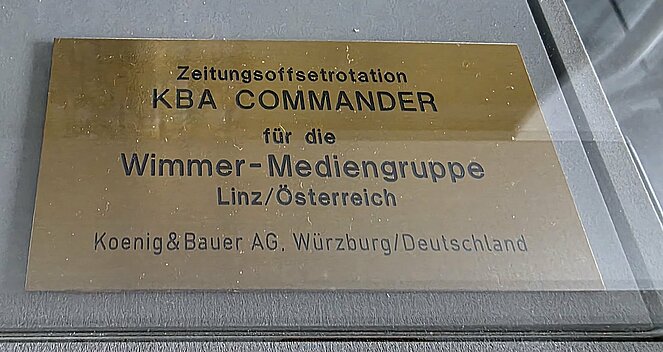 Zeitungsoffsetrotation
KBA COMMANDER
für die
Wimmer-Mediengruppe
Linz/Österreich
Koenig&Bauer AG, Würzburg/Deutschland